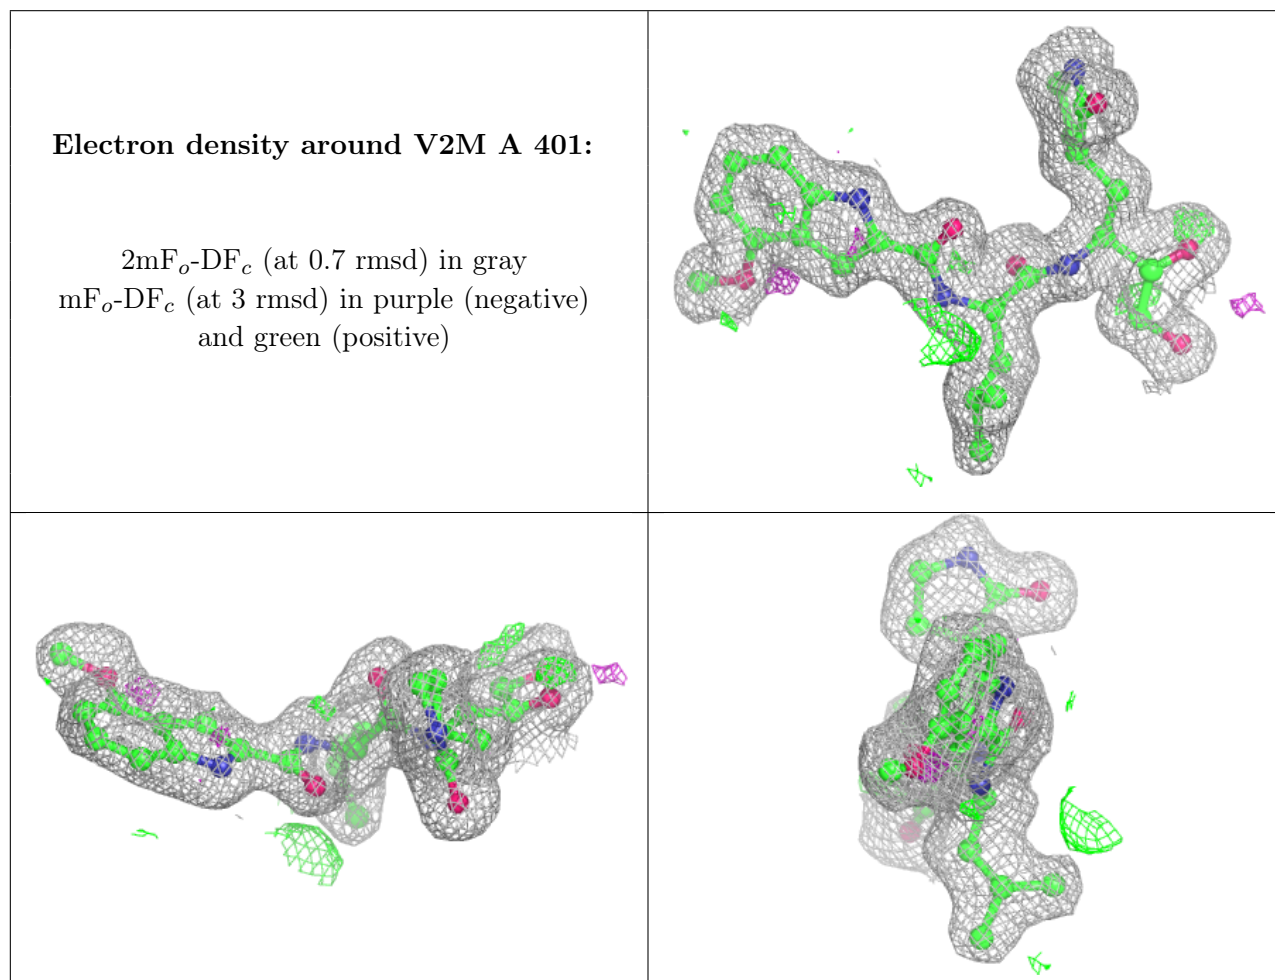 Electron density around V2M A 401:
2mFo-DFc (at 0.7 rmsd) in gray
mFo-DFc (at 3 rmsd) in purple (negative)
and green (positive)